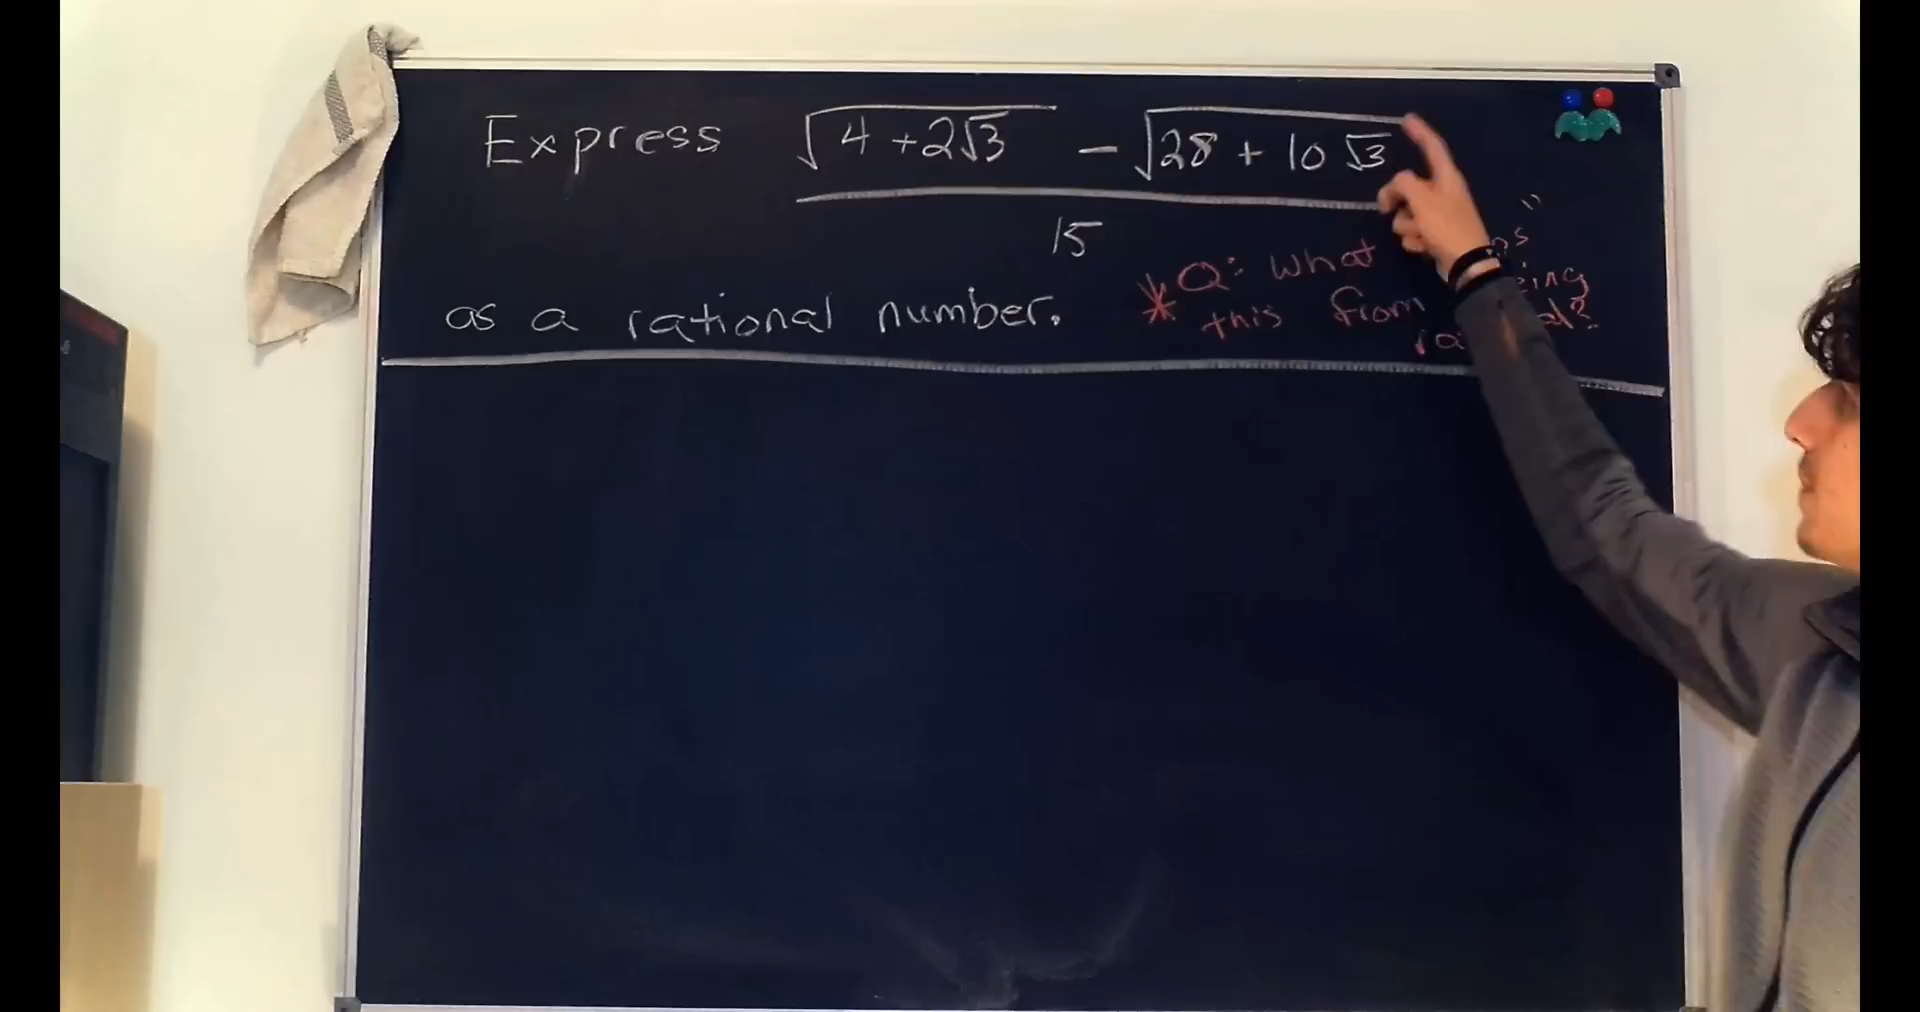 Express √(4 + 2√3) − √(28 + 10√3)
15
as a rational number.
* Q: What
this from